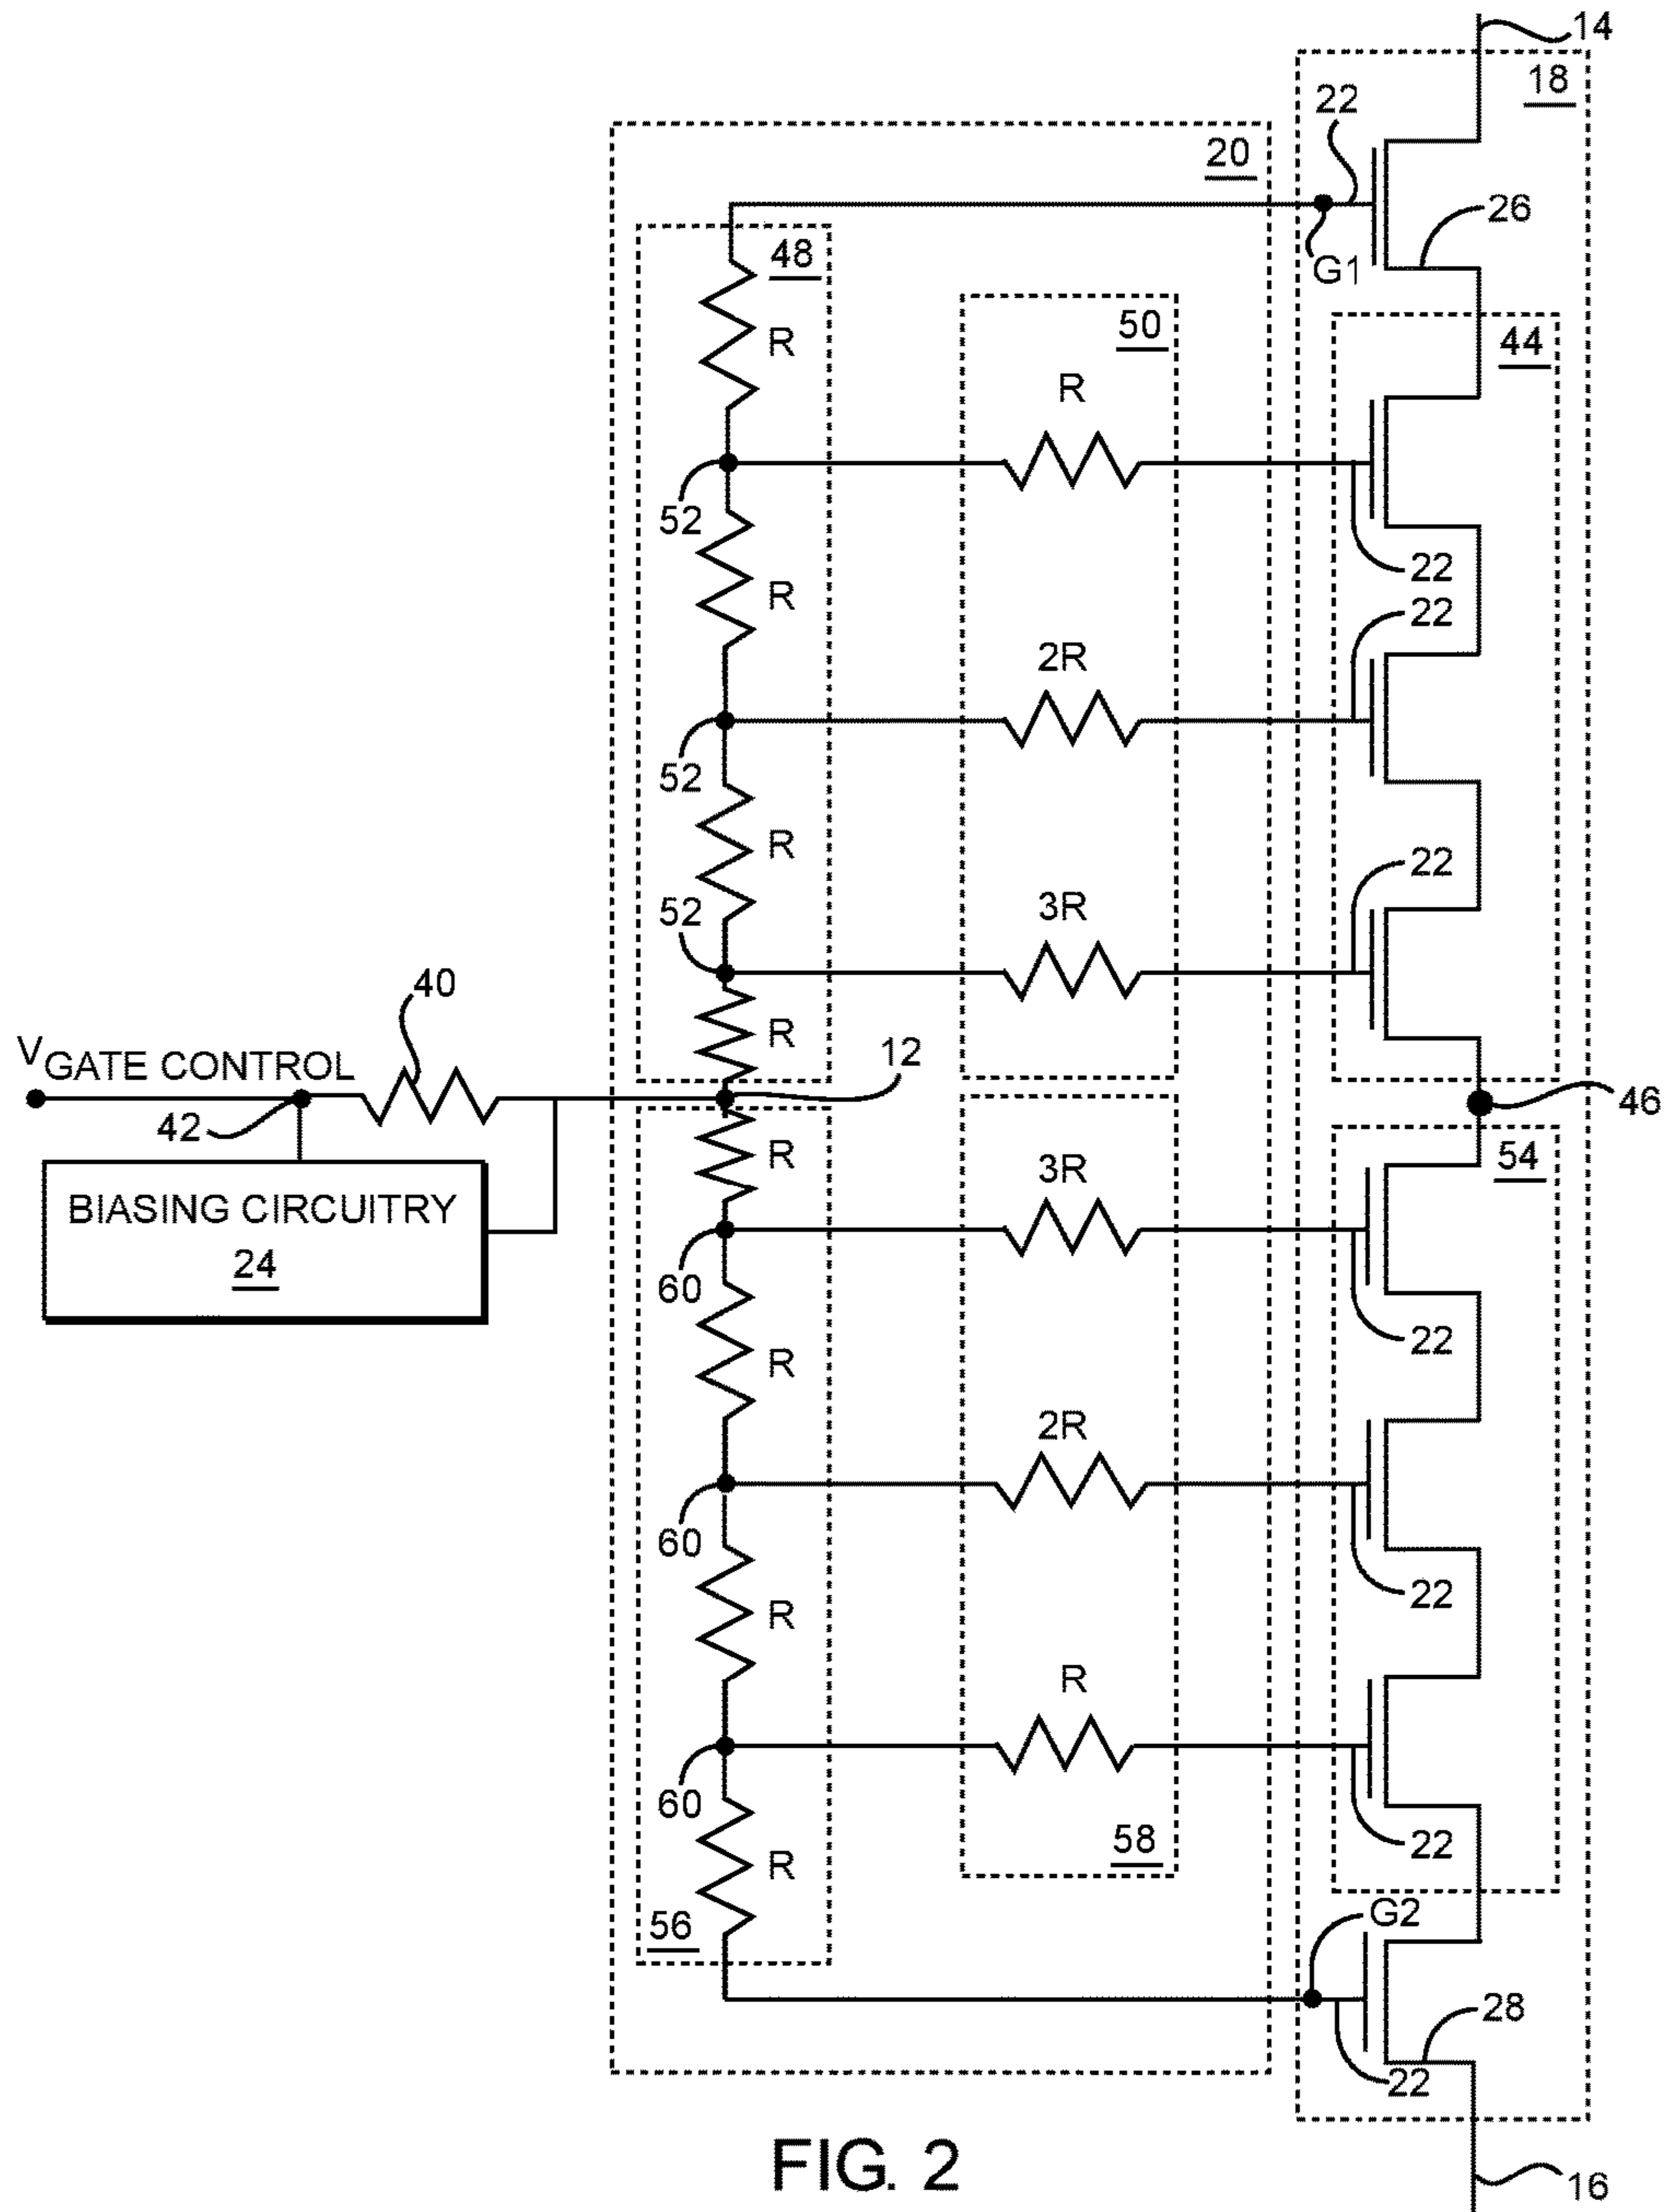 14
18
22
20
26
G1
48
R
50
44
R
52
22
R
22
2R
52
R
22
52
3R
40
R
12
V GATE CONTROL
46
42
R
3R
54
BIASING CIRCUITRY
24
60
22
R
2R
60
22
R
R
60
22
58
R
G2
56
28
22
FIG. 2
16